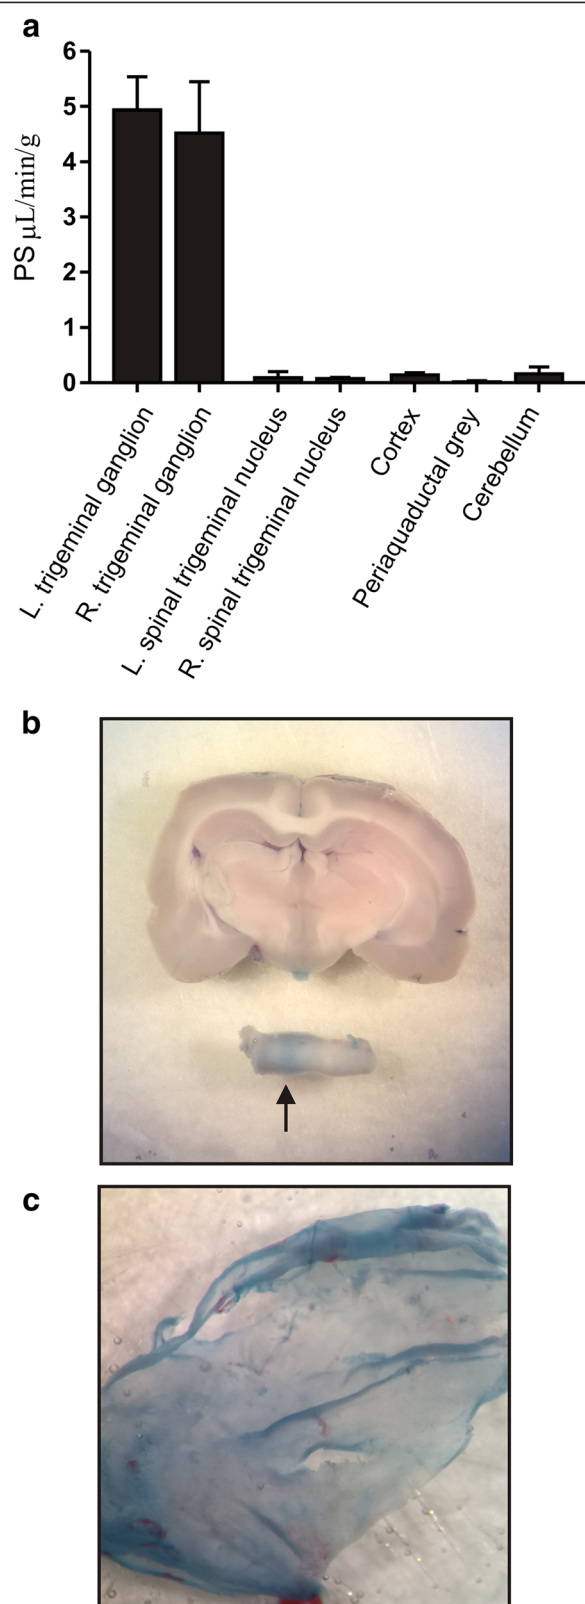 a
PS µL/min/g
6
5
4
3
2
1
0
L. trigeminal ganglion
R. trigeminal ganglion
L. spinal trigeminal nucleus
R. spinal trigeminal nucleus
Cortex
Periaquaductal grey
Cerebellum
b
c